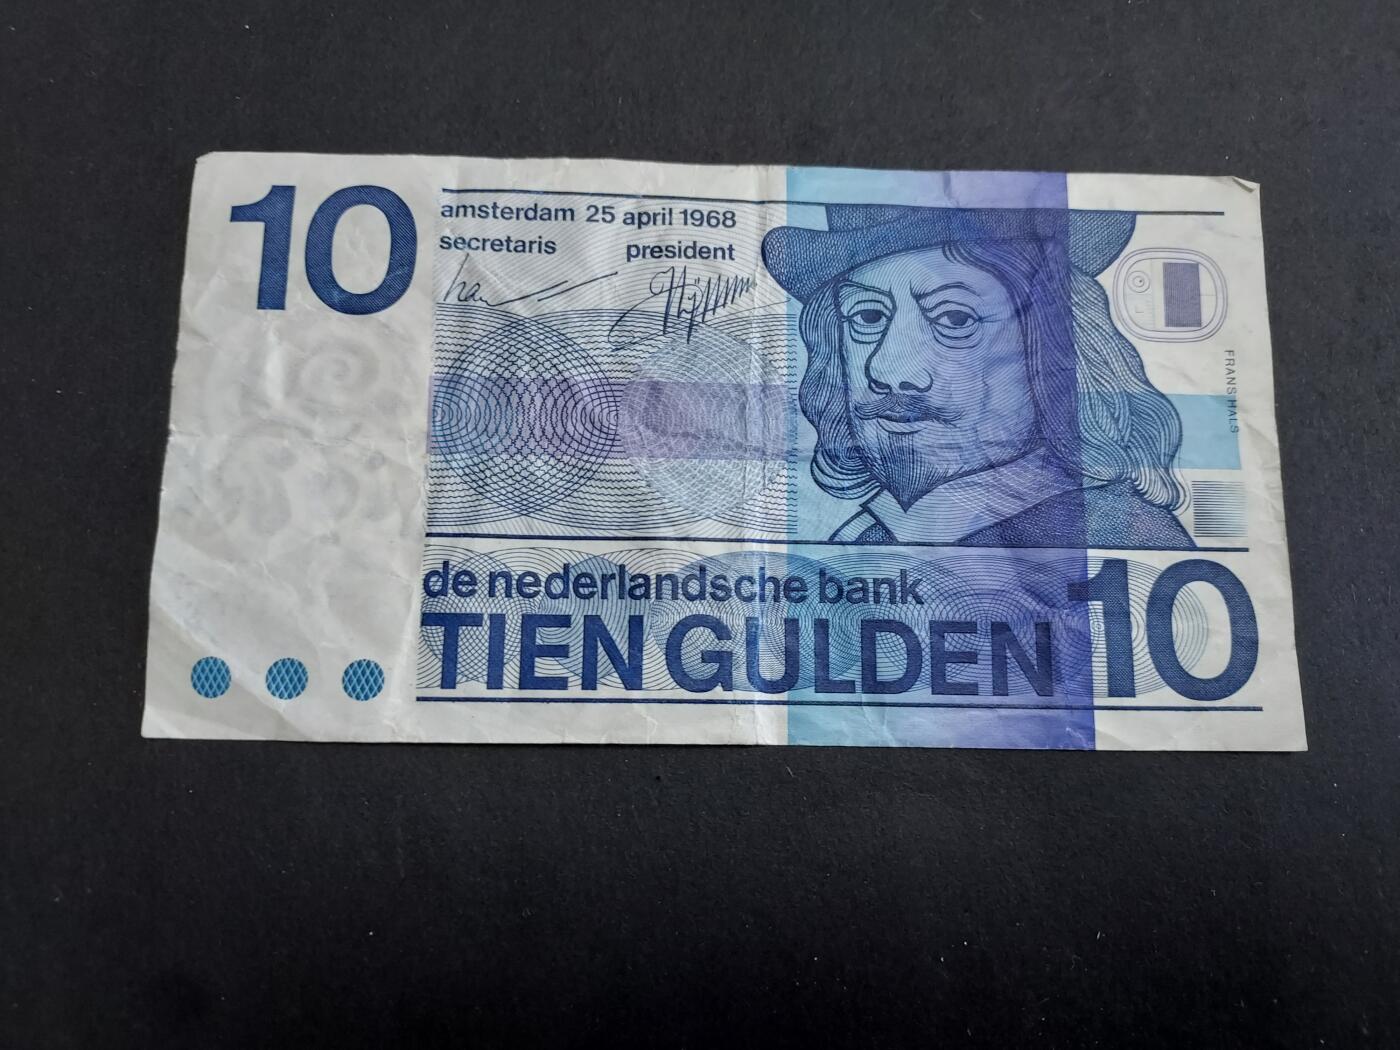 10
amsterdam 25 april 1968
secretaris president
FRANS HALS
de nederlandsche bank
TIEN GULDEN 10